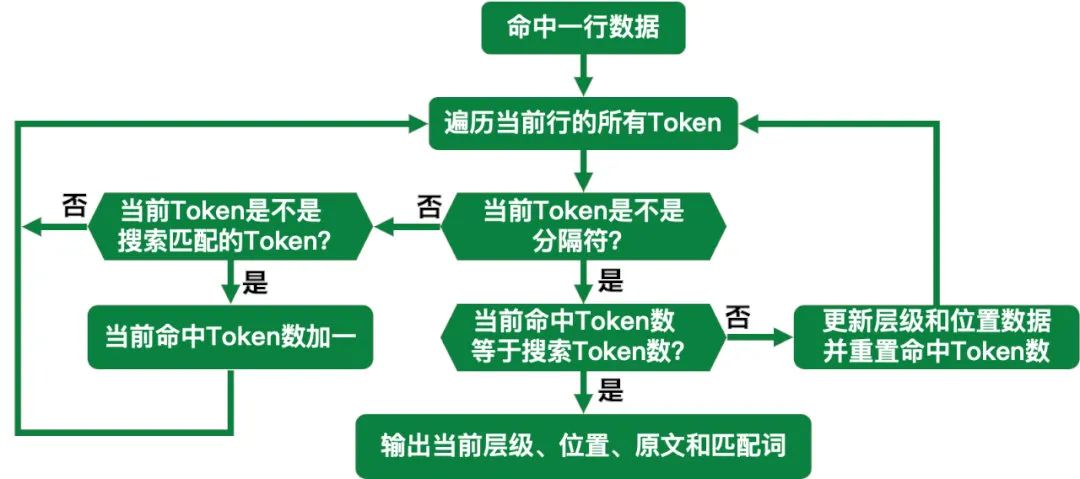 命中一行数据
遍历当前行的所有Token
否
当前Token是不是
搜索匹配的Token?
否
当前Token是不是
分隔符?
是
是
当前命中Token数加一
当前命中Token数
等于搜索Token数?
否
更新层级和位置数据
并重置命中Token数
是
输出当前层级、位置、原文和匹配词